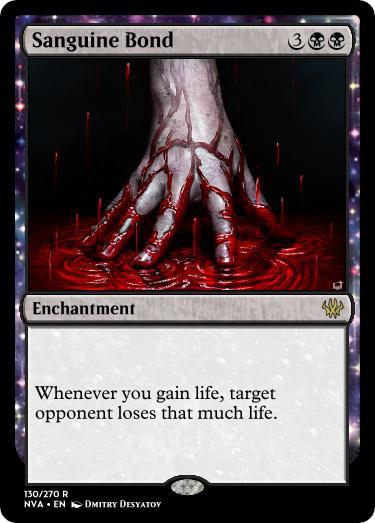 Sanguine Bond 3
Enchantment
Whenever you gain life, target
opponent loses that much life.
130/270 R
NVA • EN Dmitry Desyatov